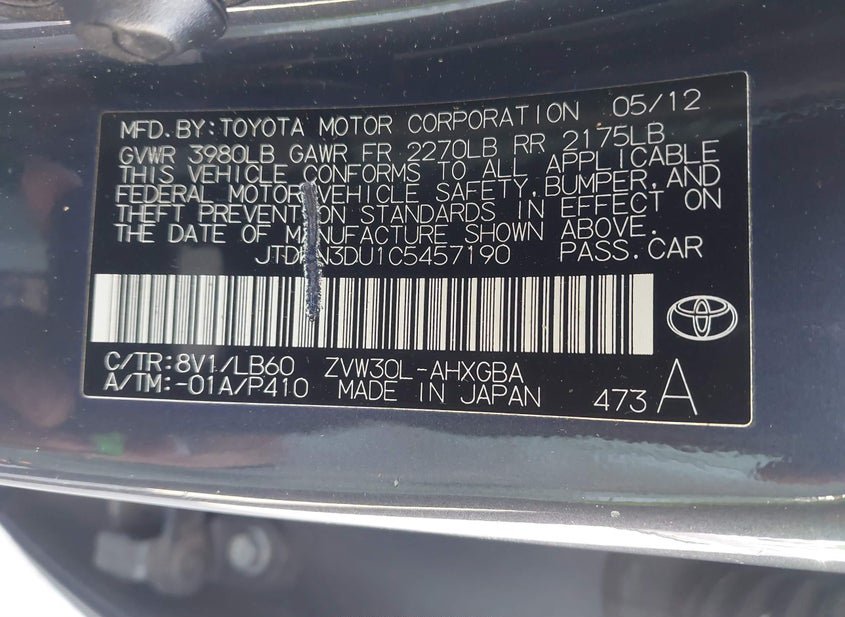 MFD. BY: TOYOTA MOTOR CORPORATION 05/12
GVWR 3980LB GAWR FR 2270LB RR 2175LB
THIS VEHICLE CONFORMS TO ALL APPLICABLE
FEDERAL MOTOR VEHICLE SAFETY, BUMPER, AND
THEFT PREVENTION STANDARDS IN EFFECT ON
THE DATE OF MANUFACTURE SHOWN ABOVE.
PASS.CAR
C/TR:8V1/LB60 ZVW30L-AHXGBA
A/TM:-01A/P410 MADE IN JAPAN 473 A